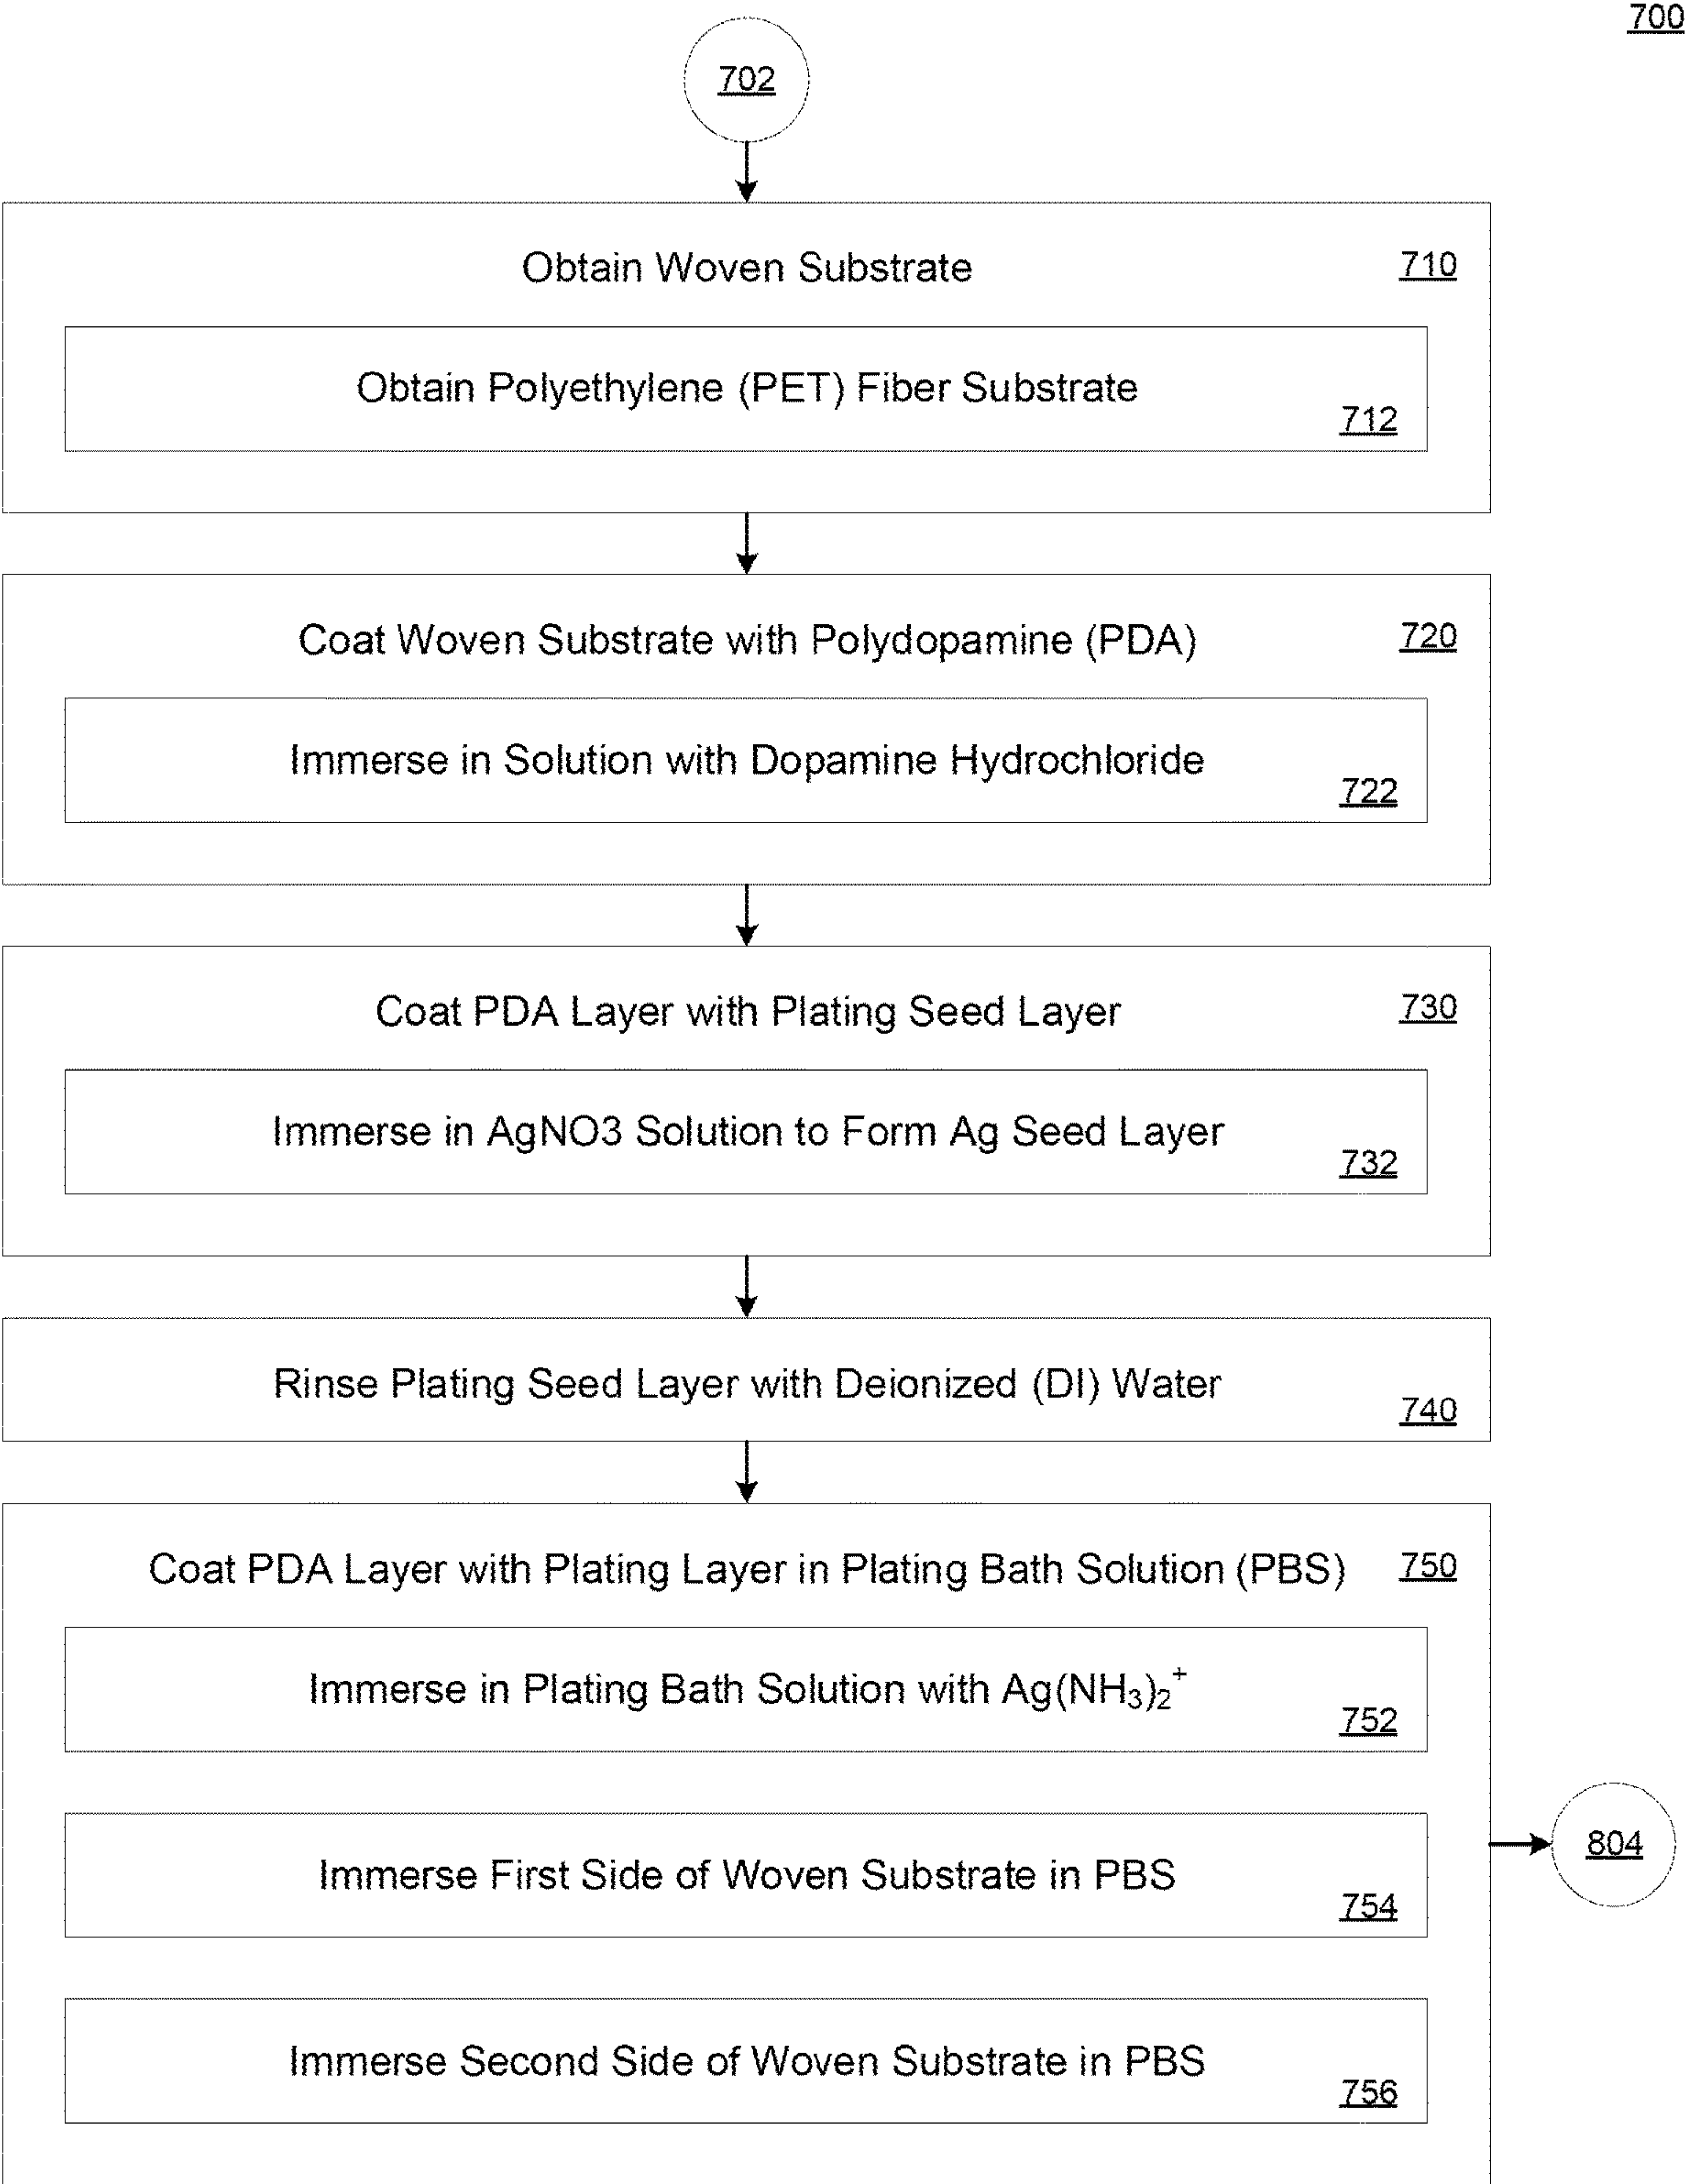 700
702
Obtain Woven Substrate 710
Obtain Polyethylene (PET) Fiber Substrate
712
Coat Woven Substrate with Polydopamine (PDA) 720
Immerse in Solution with Dopamine Hydrochloride
722
Coat PDA Layer with Plating Seed Layer 730
Immerse in AgNO3 Solution to Form Ag Seed Layer
732
Rinse Plating Seed Layer with Deionized (DI) Water
740
Coat PDA Layer with Plating Layer in Plating Bath Solution (PBS) 750
Immerse in Plating Bath Solution with Ag(NH₃)₂⁺
752
Immerse First Side of Woven Substrate in PBS
754
804
Immerse Second Side of Woven Substrate in PBS
756